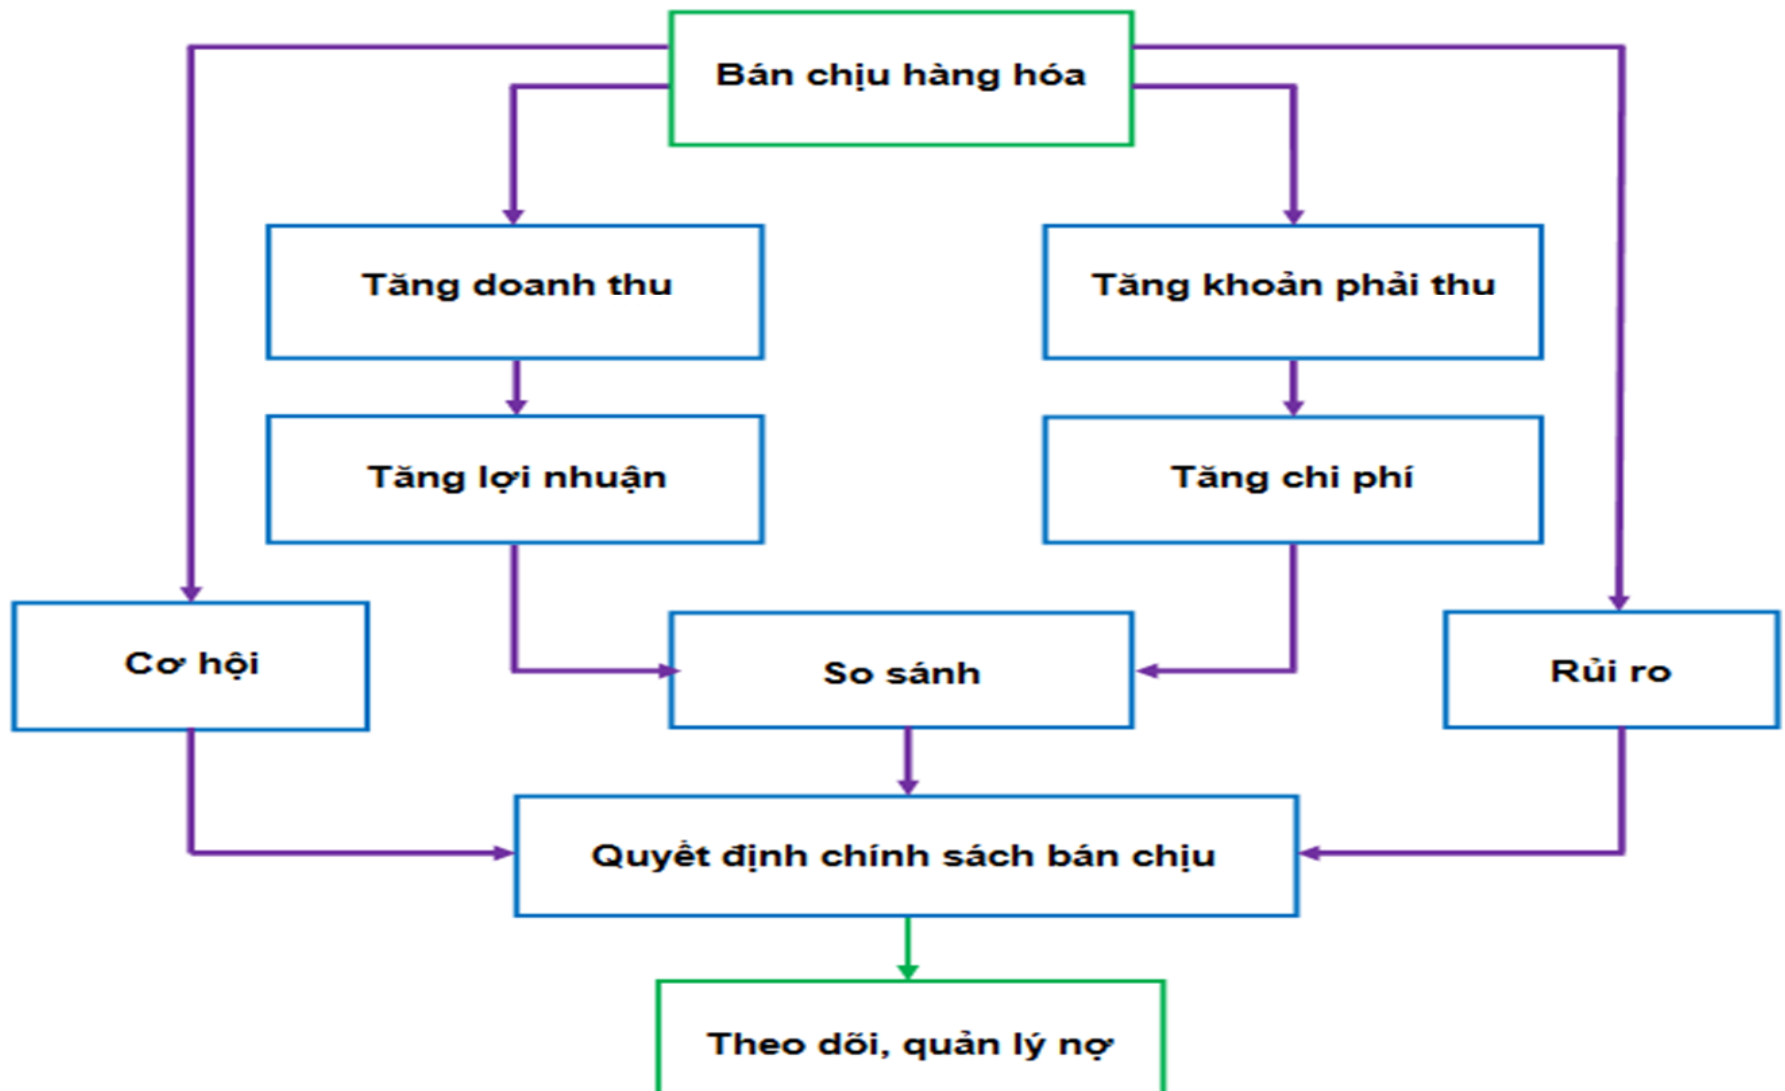 Bán chịu hàng hóa
Tăng doanh thu
Tăng khoản phải thu
Tăng lợi nhuận
Tăng chi phí
Cơ hội
So sánh
Rủi ro
Quyết định chính sách bán chịu
Theo dõi, quản lý nợ